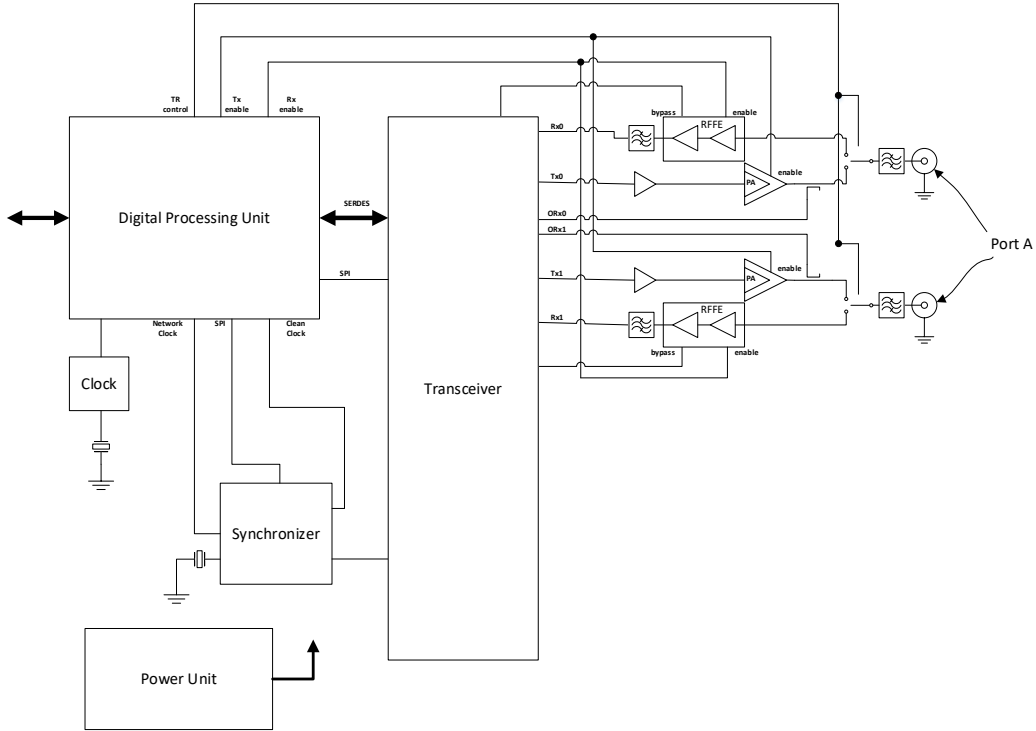 TR
control
Tx
enable
Rx
enable
bypass
enable
RFFE
Rx0
Tx0
PA
enable
ORx0
ORx1
Digital Processing Unit
SERDES
Port A
SPI
Tx1
PA
enable
Rx1
RFFE
bypass
enable
Network
Clock
SPI
Clean
Clock
Clock
Transceiver
Synchronizer
Power Unit